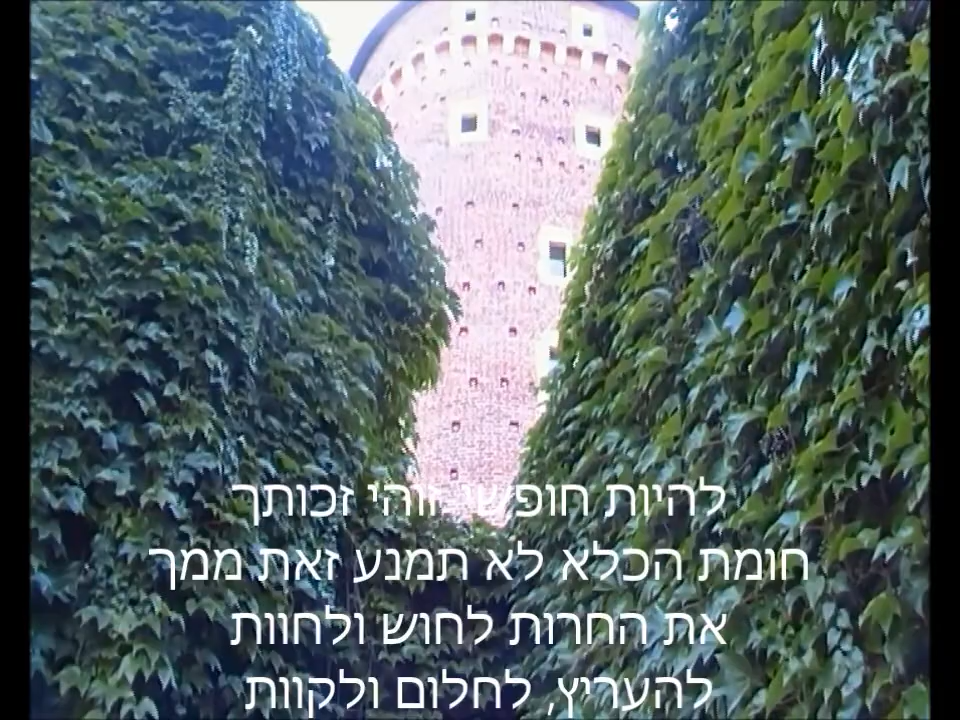 להיות חופשי זוהי זכותך
חומת הכלא לא תמנע זאת ממך
את החרות לחוש ולחוות
להעריץ, לחלום ולקוות